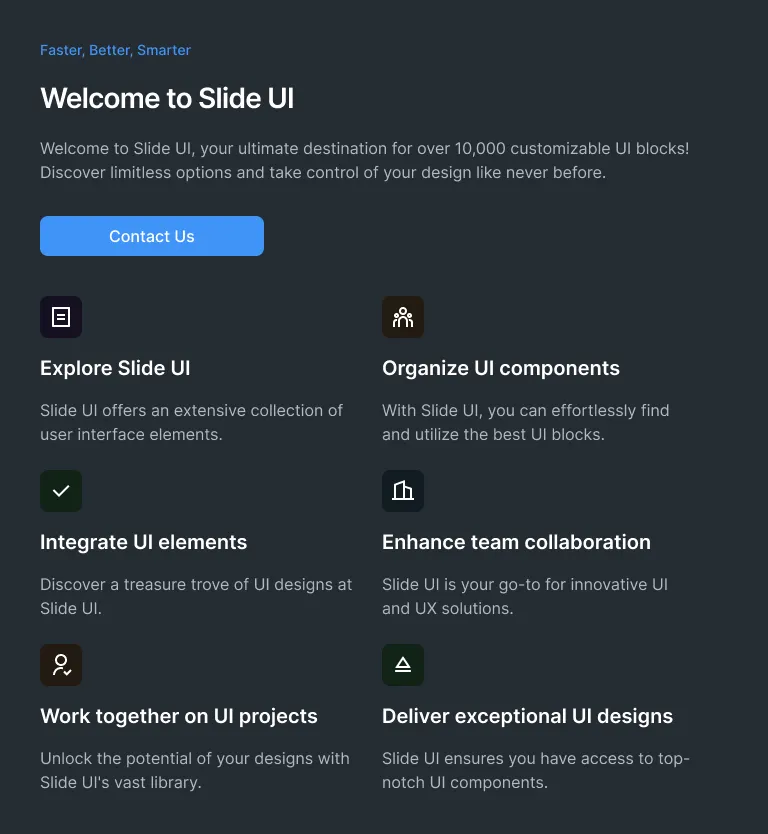 Faster, Better, Smarter
Welcome to Slide UI
Welcome to Slide UI, your ultimate destination for over 10,000 customizable UI blocks!
Discover limitless options and take control of your design like never before.
Contact Us
Explore Slide UI
Slide UI offers an extensive collection of
user interface elements.
Organize UI components
With Slide UI, you can effortlessly find
and utilize the best UI blocks.
Integrate UI elements
Discover a treasure trove of UI designs at
Slide UI.
Enhance team collaboration
Slide UI is your go-to for innovative UI
and UX solutions.
Work together on UI projects
Unlock the potential of your designs with
Slide UI's vast library.
Deliver exceptional UI designs
Slide UI ensures you have access to top-
notch UI components.